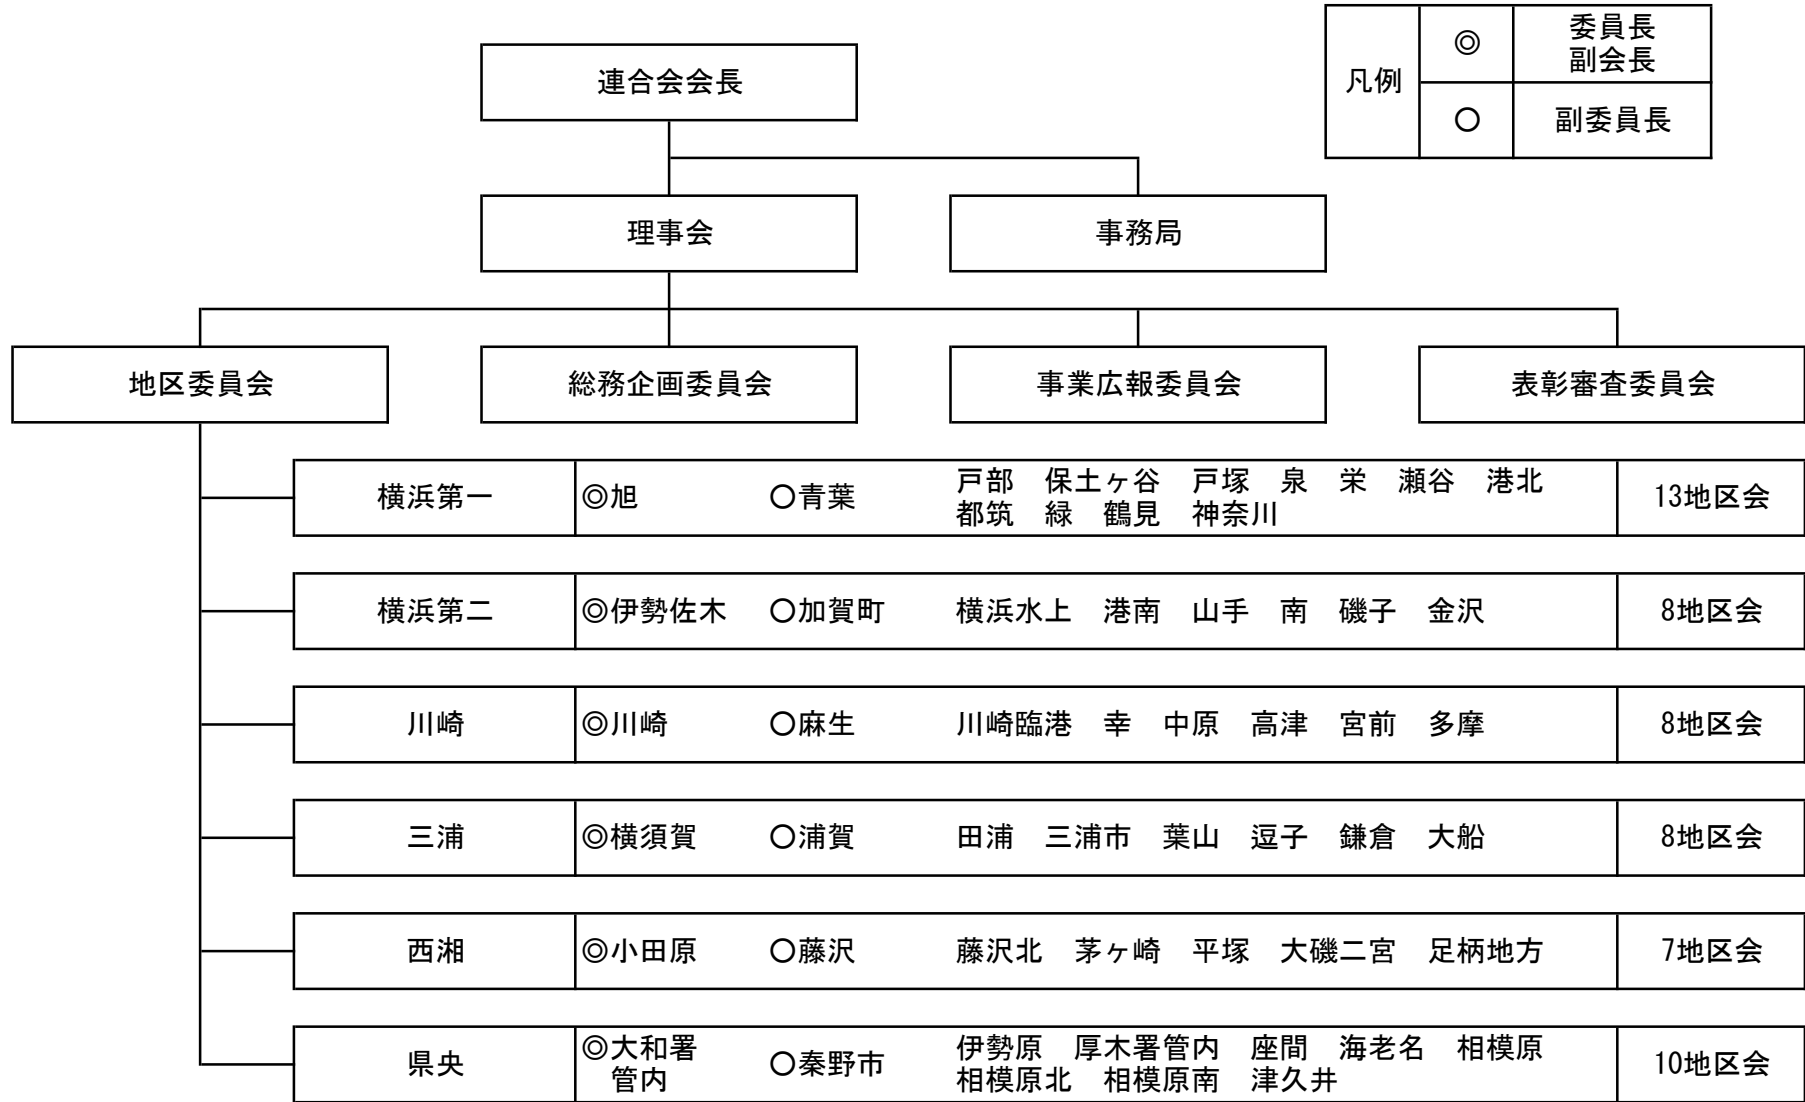 連合会会長
凡例
◎ 委員長
副会長
〇 副委員長
理事会
事務局
地区委員会
総務企画委員会
事業広報委員会
表彰審査委員会
横浜第一 ◎旭 〇青葉 戸部 保土ヶ谷 戸塚 泉 栄 瀬谷 港北
都筑 緑 鶴見 神奈川 13地区会
横浜第二 ◎伊勢佐木 〇加賀町 横浜水上 港南 山手 南 磯子 金沢 8地区会
川崎 ◎川崎 〇麻生 川崎臨港 幸 中原 高津 宮前 多摩 8地区会
三浦 ◎横須賀 〇浦賀 田浦 三浦市 葉山 逗子 鎌倉 大船 8地区会
西湘 ◎小田原 〇藤沢 藤沢北 茅ヶ崎 平塚 大磯二宮 足柄地方 7地区会
県央 ◎大和署
管内 〇秦野市 伊勢原 厚木署管内 座間 海老名 相模原
相模原北 相模原南 津久井 10地区会